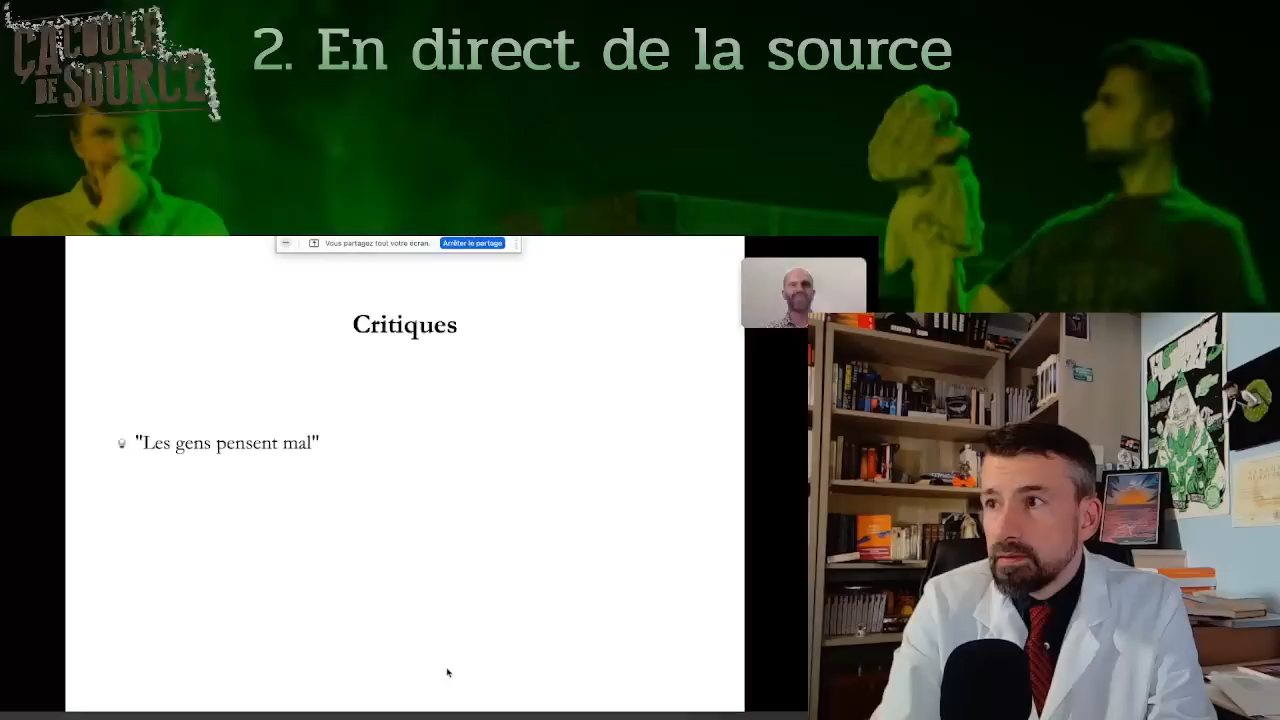 ÇA COULE
DE SOURCE
2. En direct de la source
Vous partagez tout votre écran.
Arrêter le partage
Critiques
"Les gens pensent mal"